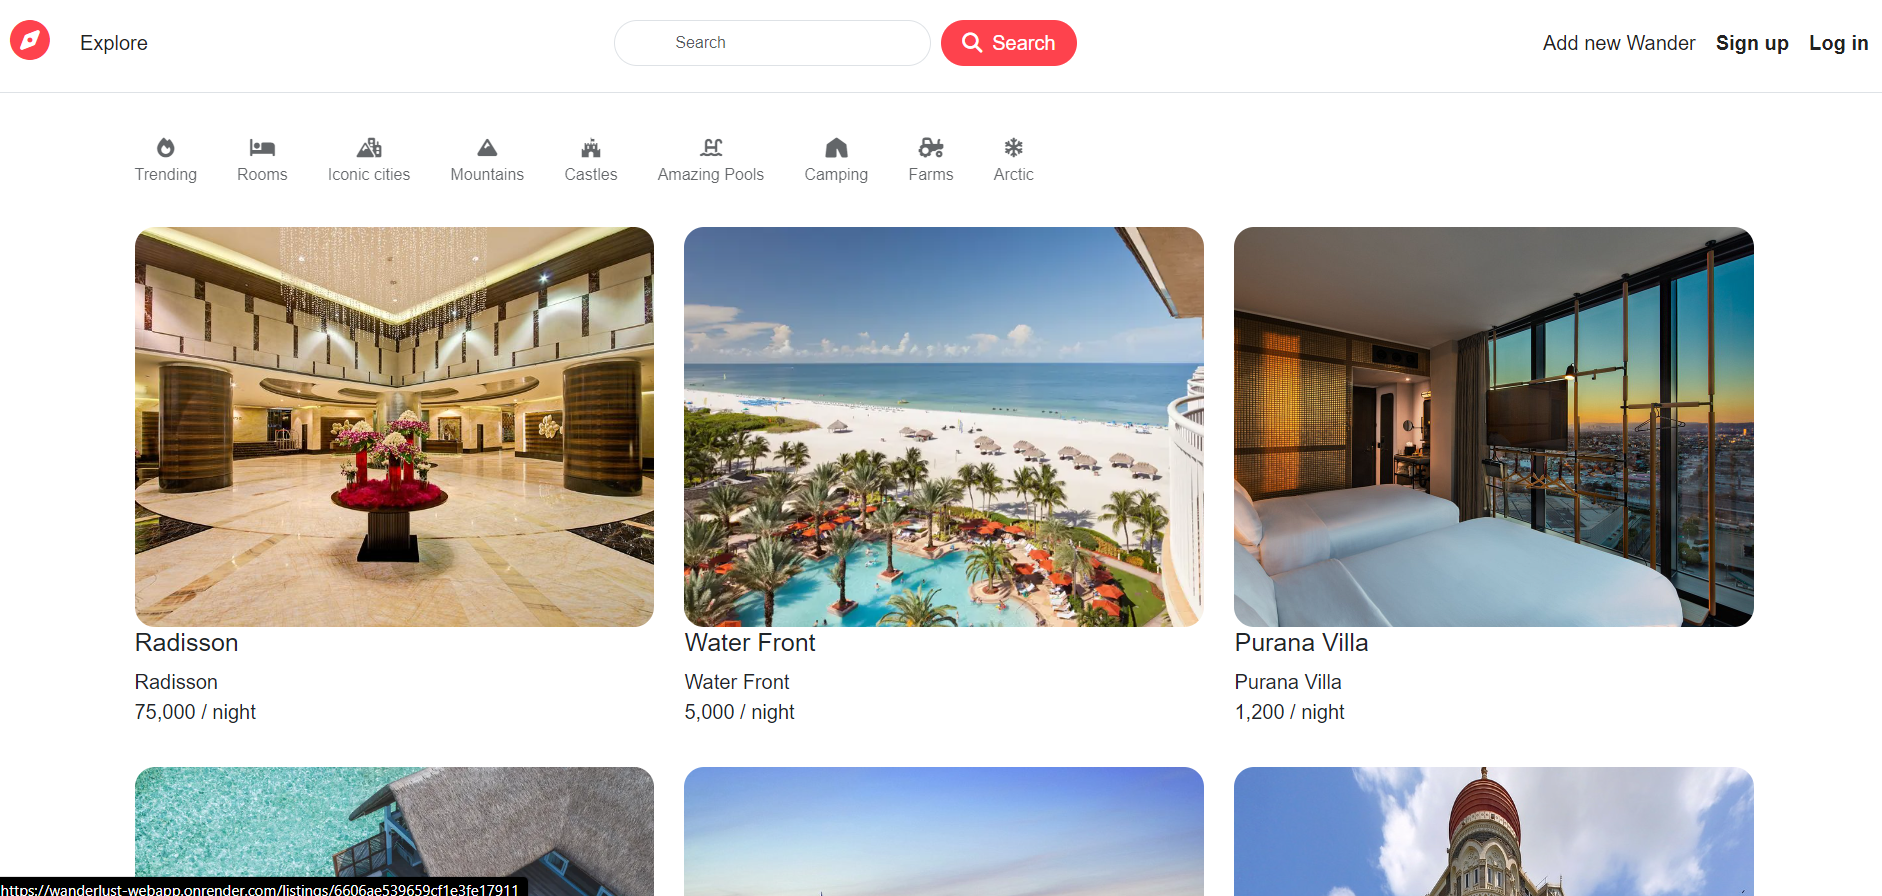 Explore
Search
Search
Add new Wander
Sign up
Log in
Trending
Rooms
Iconic cities
Mountains
Castles
Amazing Pools
Camping
Farms
Arctic
Radisson
Radisson
75,000 / night
Water Front
Water Front
5,000 / night
Purana Villa
Purana Villa
1,200 / night
https://wanderlust-webapp.onrender.com/listings/6606ae539659cf1e3fe17911